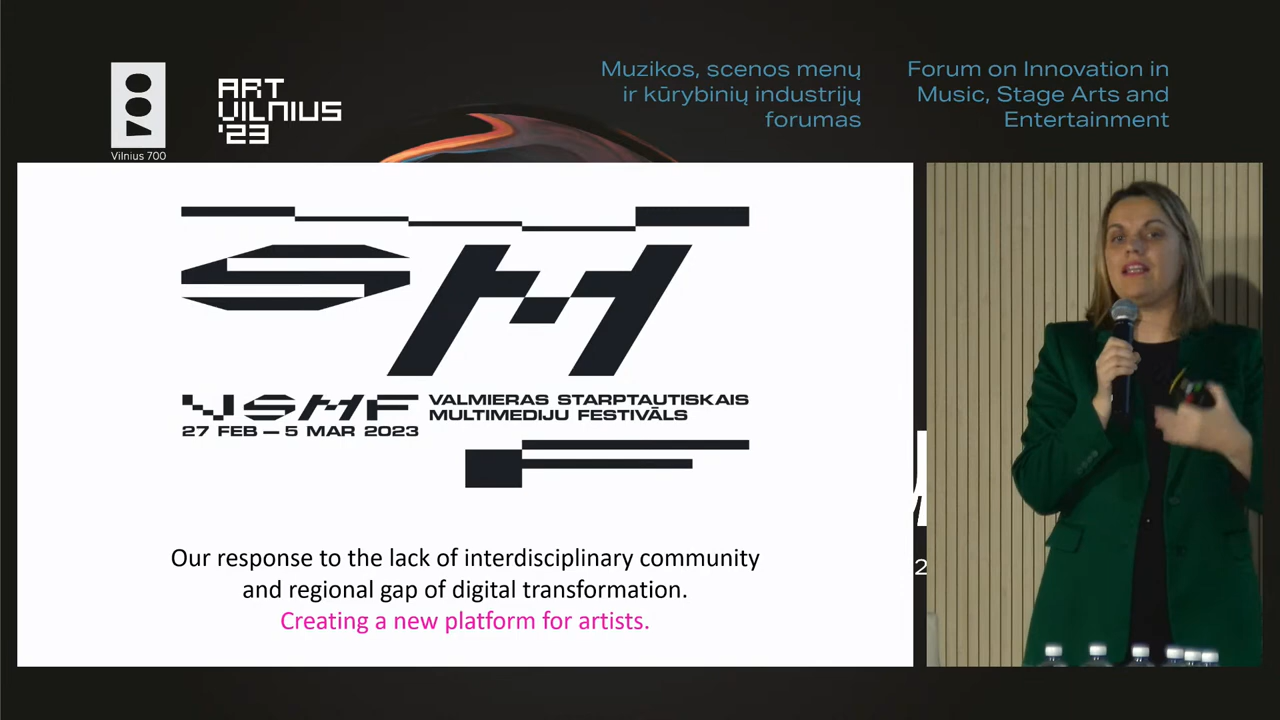 Vilnius 700
ART
VILNIUS
'23
Muzikos, scenos menų
ir kūrybinių industrijų
forumas
Forum on Innovation in
Music, Stage Arts and
Entertainment
SM
VSMF
VALMIERAS STARPTAUTISKAIS
MULTIMEDIJU FESTIVĀLS
27 FEB — 5 MAR 2023
Our response to the lack of interdisciplinary community
and regional gap of digital transformation.
Creating a new platform for artists.
2